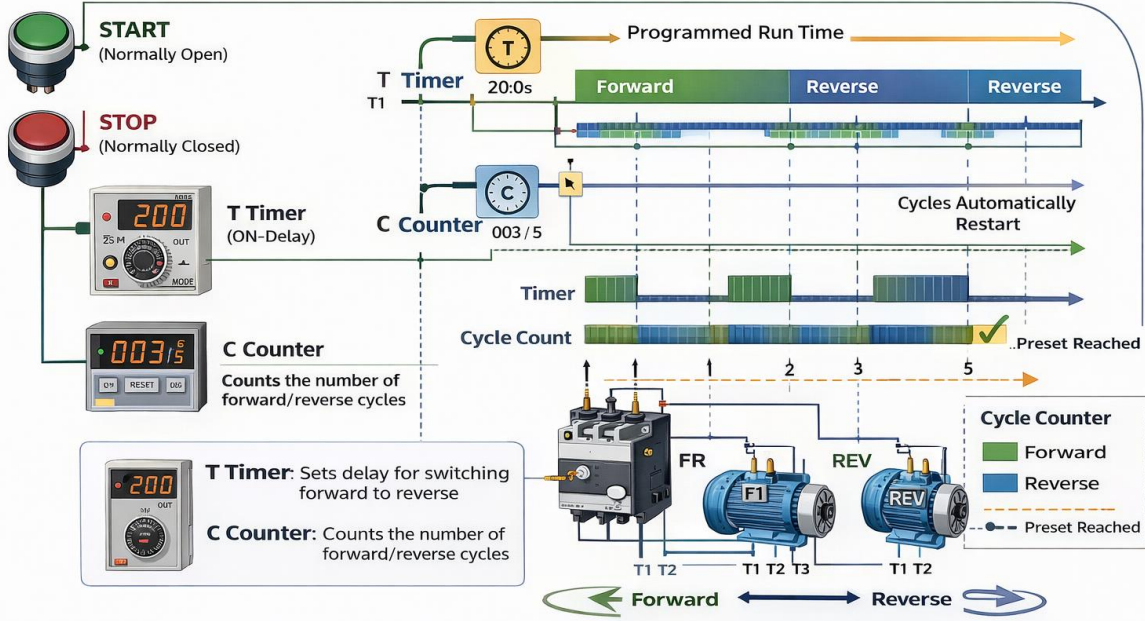 START
(Normally Open)
STOP
(Normally Closed)
200
25 M
OUT
MODE
T Timer
(ON-Delay)
RESET
C Counter
Counts the number of
forward/reverse cycles
T Timer
T1
T
20:0s
Programmed Run Time
Forward
Reverse
Reverse
C Counter
C
003 / 5
Cycles Automatically
Restart
Timer
Cycle Count
..Preset Reached
1
1
2
3
5
200
OUT
T Timer: Sets delay for switching
forward to reverse
C Counter: Counts the number of
forward/reverse cycles
FR
F1
REV
REV
T1 T2
T1 T2 T3
T1 T2
Forward
Reverse
Cycle Counter
Forward
Reverse
Preset Reached